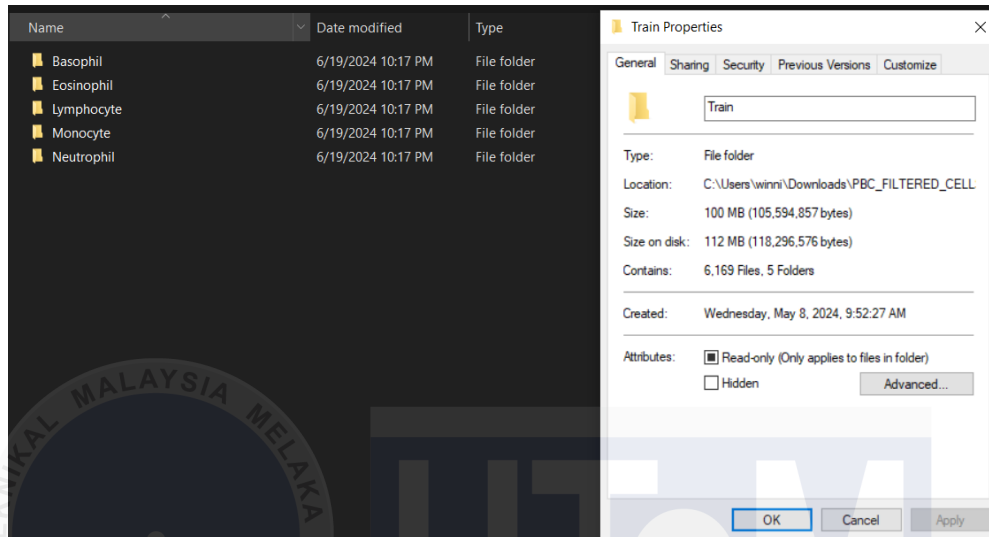 Name Date modified Type
Basophil 6/19/2024 10:17 PM File folder
Eosinophil 6/19/2024 10:17 PM File folder
Lymphocyte 6/19/2024 10:17 PM File folder
Monocyte 6/19/2024 10:17 PM File folder
Neutrophil 6/19/2024 10:17 PM File folder
Train Properties
General Sharing Security Previous Versions Customize
Train
Type: File folder
Location: C:\Users\winni\Downloads\PBC_FILTERED_CELL
Size: 100 MB (105,594,857 bytes)
Size on disk: 112 MB (118,296,576 bytes)
Contains: 6,169 Files, 5 Folders
Created: Wednesday, May 8, 2024, 9:52:27 AM
Attributes: Read-only (Only applies to files in folder)
Hidden Advanced...
OK Cancel Apply
MALAYSIA MELAKA
UTeM